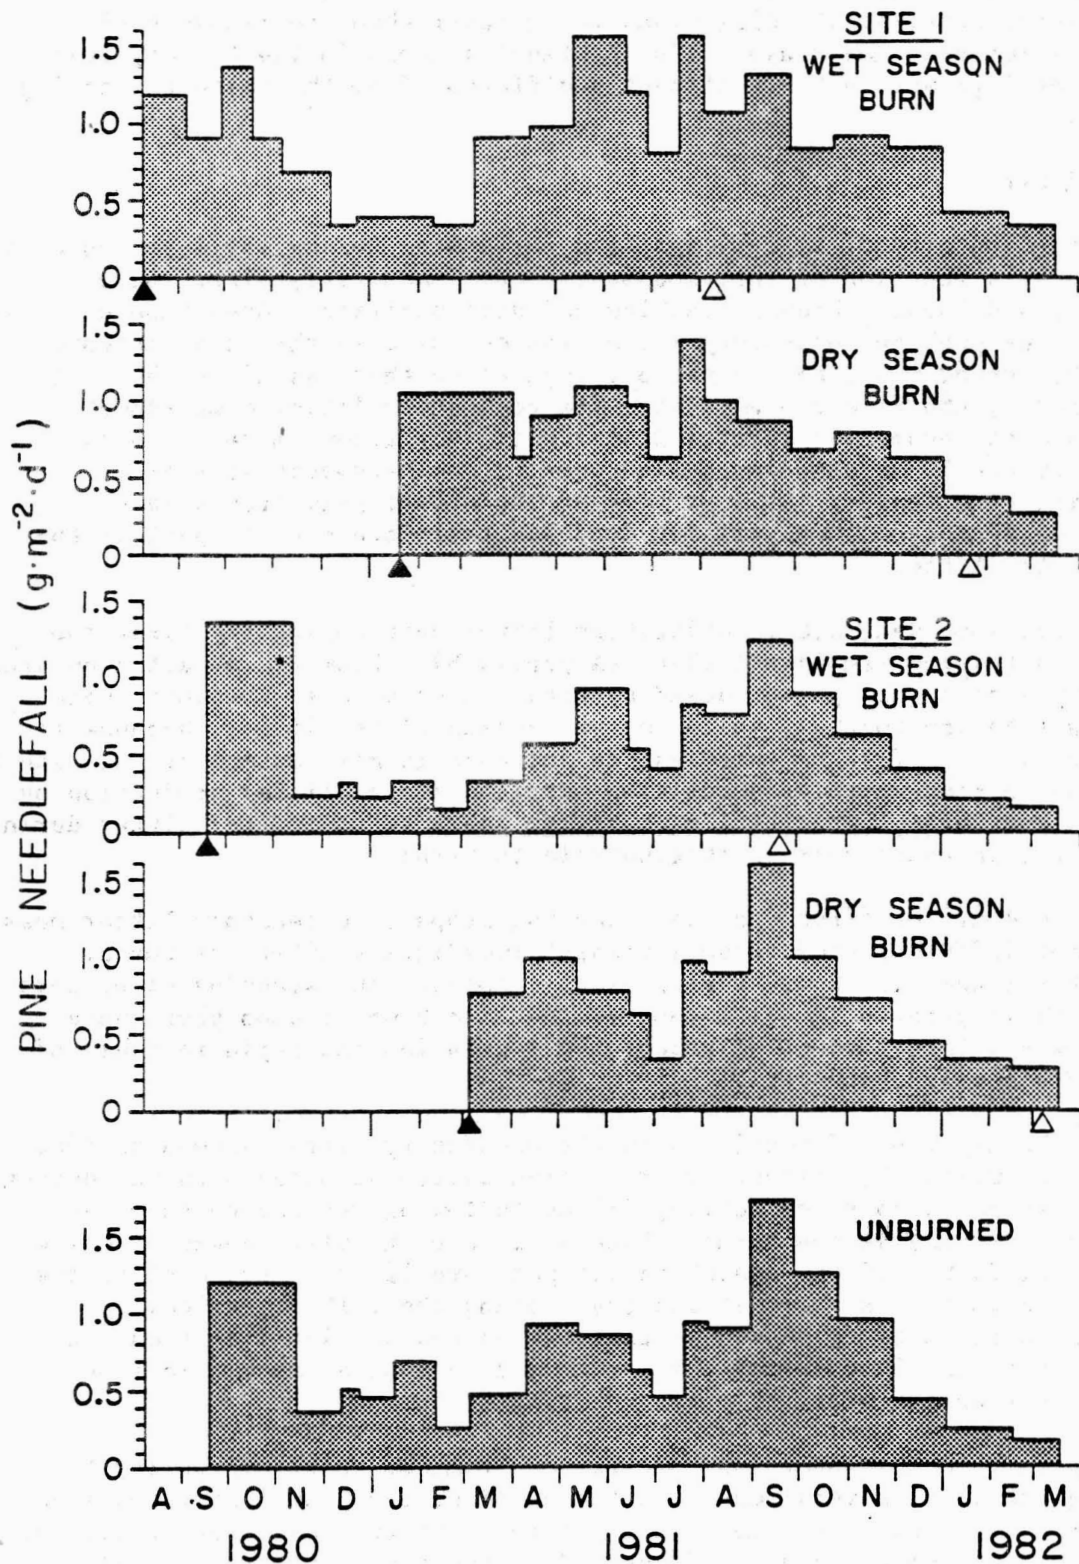 SITE 1
WET SEASON
BURN
1.5
1.0
0.5
0
DRY SEASON
BURN
1.5
1.0
0.5
0
SITE 2
WET SEASON
BURN
1.5
1.0
0.5
0
DRY SEASON
BURN
1.5
1.0
0.5
0
UNBURNED
1.5
1.0
0.5
0
PINE NEEDLEFALL (g·m⁻²·d⁻¹)
A S O N D J F M A M J J A S O N D J F M
1980 1981 1982